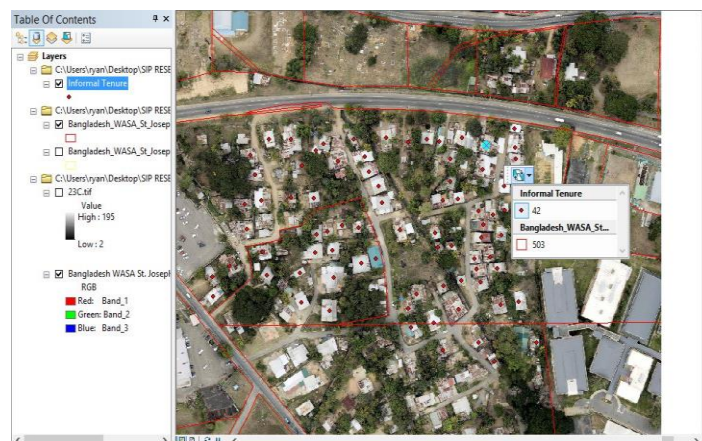 Table Of Contents
Layers
C:\Users\ryan\Desktop\SIP RESE
Informal Tenure
C:\Users\ryan\Desktop\SIP RESE
Bangladesh_WASA_St_Josep
Bangladesh_WASA_St_Josep
C:\Users\ryan\Desktop\SIP RESE
23C.tif
Value
High : 195
Low : 2
Bangladesh WASA St. Joseph
RGB
Red: Band_1
Green: Band_2
Blue: Band_3
Informal Tenure
42
Bangladesh_WASA_St...
503